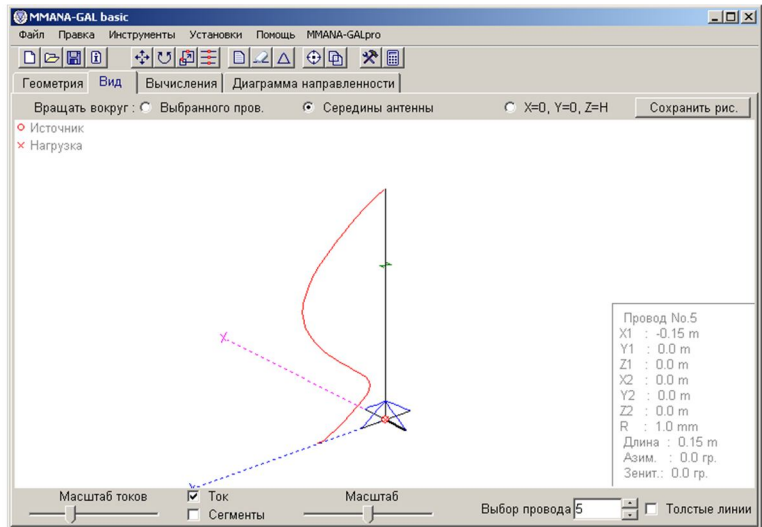 MMANA-GAL basic
Файл Правка Инструменты Установки Помощь MMANA-GALpro
Геометрия Вид Вычисления Диаграмма направленности
Вращать вокруг : Выбранного пров. Середины антенны X=0, Y=0, Z=H Сохранить рис.
Источник
Нагрузка
X
Y
Провод No.5
X1 : -0.15 m
Y1 : 0.0 m
Z1 : 0.0 m
X2 : 0.0 m
Y2 : 0.0 m
Z2 : 0.0 m
R : 1.0 mm
Длина : 0.15 m
Азим. : 0.0 гр.
Зенит.: 0.0 гр.
Масштаб токов Ток Масштаб
Сегменты Выбор провода 5 Толстые линии